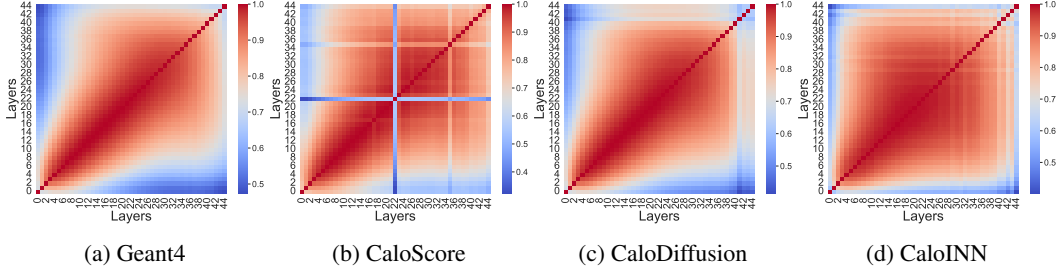 44 42 40 38 36 34 32 30 28 26 24 22 20 18 16 14 12 10 8 6 4 2 0
Layers
0 2 4 6 8 10 12 14 16 18 20 22 24 26 28 30 32 34 36 38 40 42 44
Layers
1.0 0.9 0.8 0.7 0.6 0.5
(a) Geant4
44 42 40 38 36 34 32 30 28 26 24 22 20 18 16 14 12 10 8 6 4 2 0
Layers
0 2 4 6 8 10 12 14 16 18 20 22 24 26 28 30 32 34 36 38 40 42 44
Layers
1.0 0.9 0.8 0.7 0.6 0.5 0.4
(b) CaloScore
44 42 40 38 36 34 32 30 28 26 24 22 20 18 16 14 12 10 8 6 4 2 0
Layers
0 2 4 6 8 10 12 14 16 18 20 22 24 26 28 30 32 34 36 38 40 42 44
Layers
1.0 0.9 0.8 0.7 0.6 0.5
(c) CaloDiffusion
44 42 40 38 36 34 32 30 28 26 24 22 20 18 16 14 12 10 8 6 4 2 0
Layers
0 2 4 6 8 10 12 14 16 18 20 22 24 26 28 30 32 34 36 38 40 42 44
Layers
1.0 0.9 0.8 0.7 0.6 0.5 0.4
(d) CaloINN